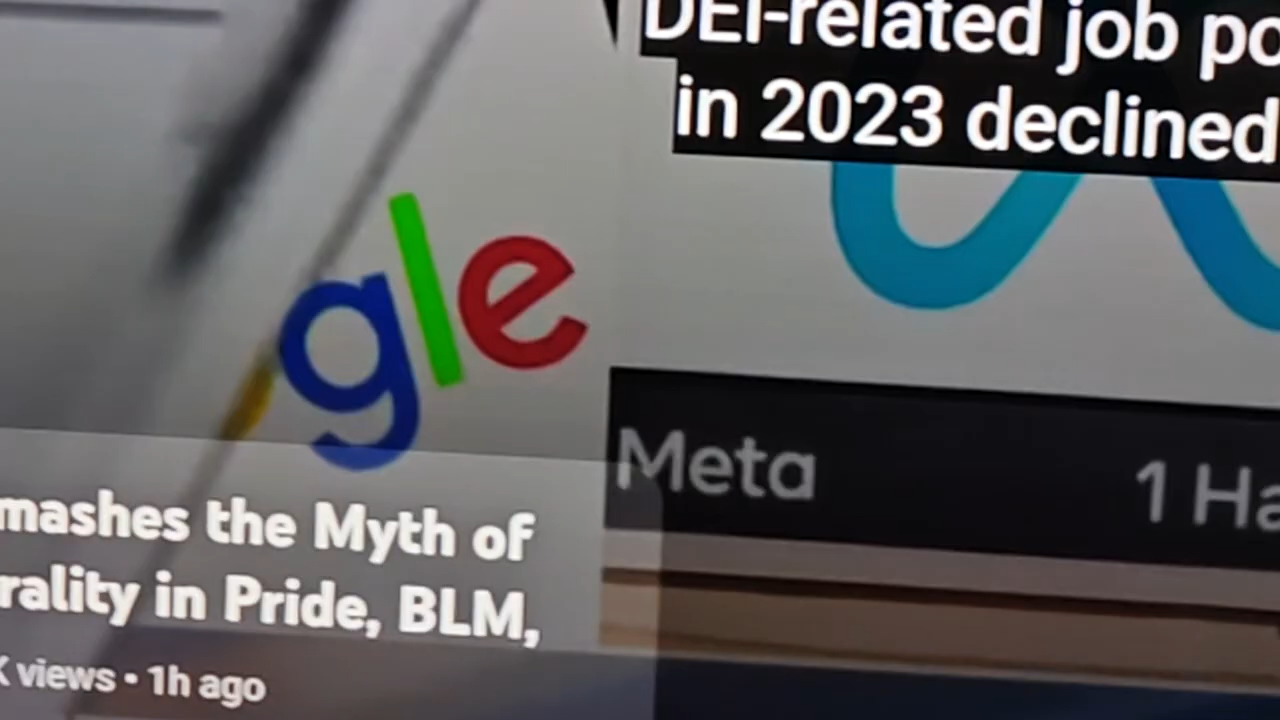 DEI-related job po
in 2023 declined
gle
Meta
1 Ha
mashes the Myth of
rality in Pride, BLM,
K views • 1h ago